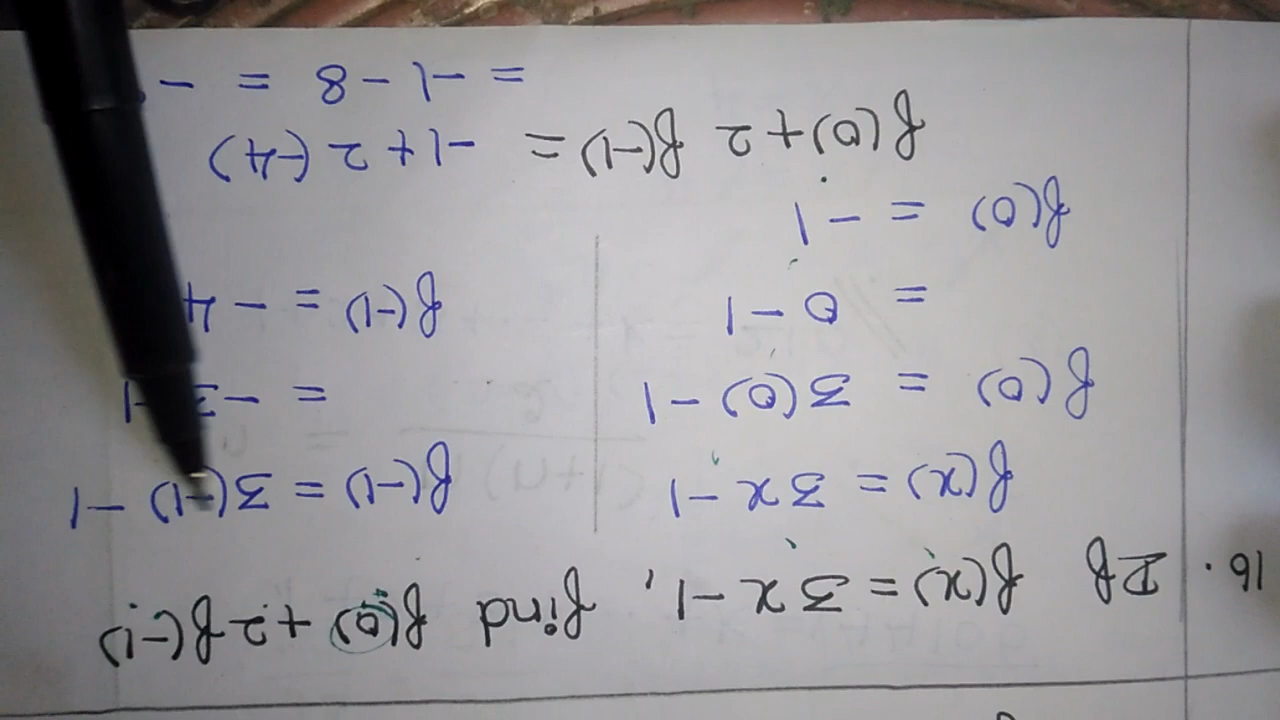 16. If f(x) = 3x - 1, find f(0) + 2f(-1)
f(x) = 3x - 1
f(0) = 3(0) - 1
= 0 - 1
f(0) = - 1
f(-1) = 3(-1) - 1
= - 3 - 1
f(-1) = - 4
f(0) + 2 f(-1) = -1 + 2 (-4)
= -1 - 8 = -